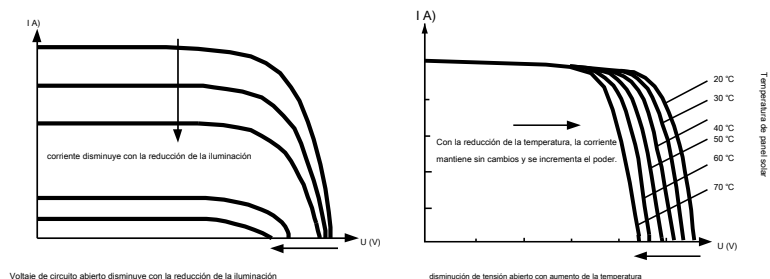 I A)
corriente disminuye con la reducción de la iluminación
U (V)
Voltaje de circuito abierto disminuye con la reducción de la iluminación
I A)
20 °C
30 °C
40 °C
50 °C
60 °C
70 °C
Temperatura de panel solar
Con la reducción de la temperatura, la corriente
mantiene sin cambios y se incrementa el poder.
U (V)
disminución de tensión abierto con aumento de la temperatura